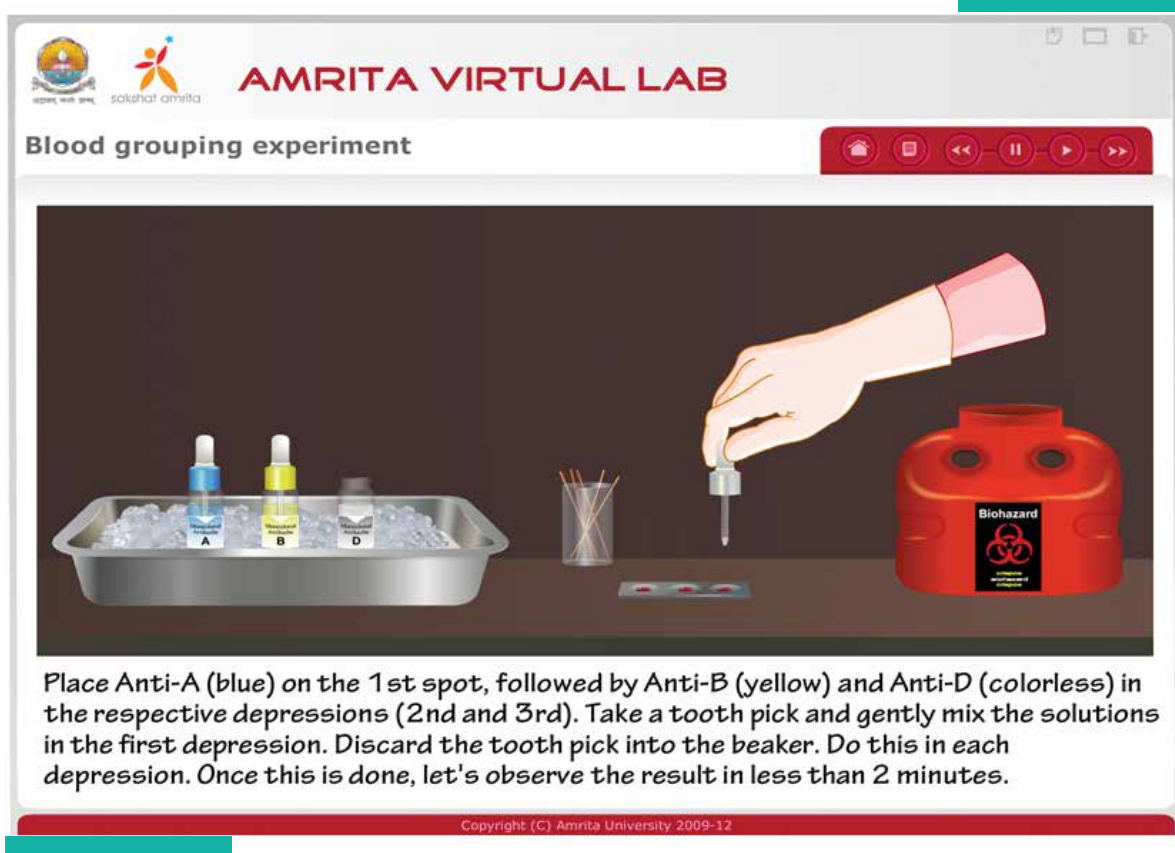 sakshat amrita
AMRITA VIRTUAL LAB
Blood grouping experiment
A
B
D
Biohazard
Place Anti-A (blue) on the 1st spot, followed by Anti-B (yellow) and Anti-D (colorless) in
the respective depressions (2nd and 3rd). Take a tooth pick and gently mix the solutions
in the first depression. Discard the tooth pick into the beaker. Do this in each
depression. Once this is done, let's observe the result in less than 2 minutes.
Copyright (C) Amrita University 2009-12